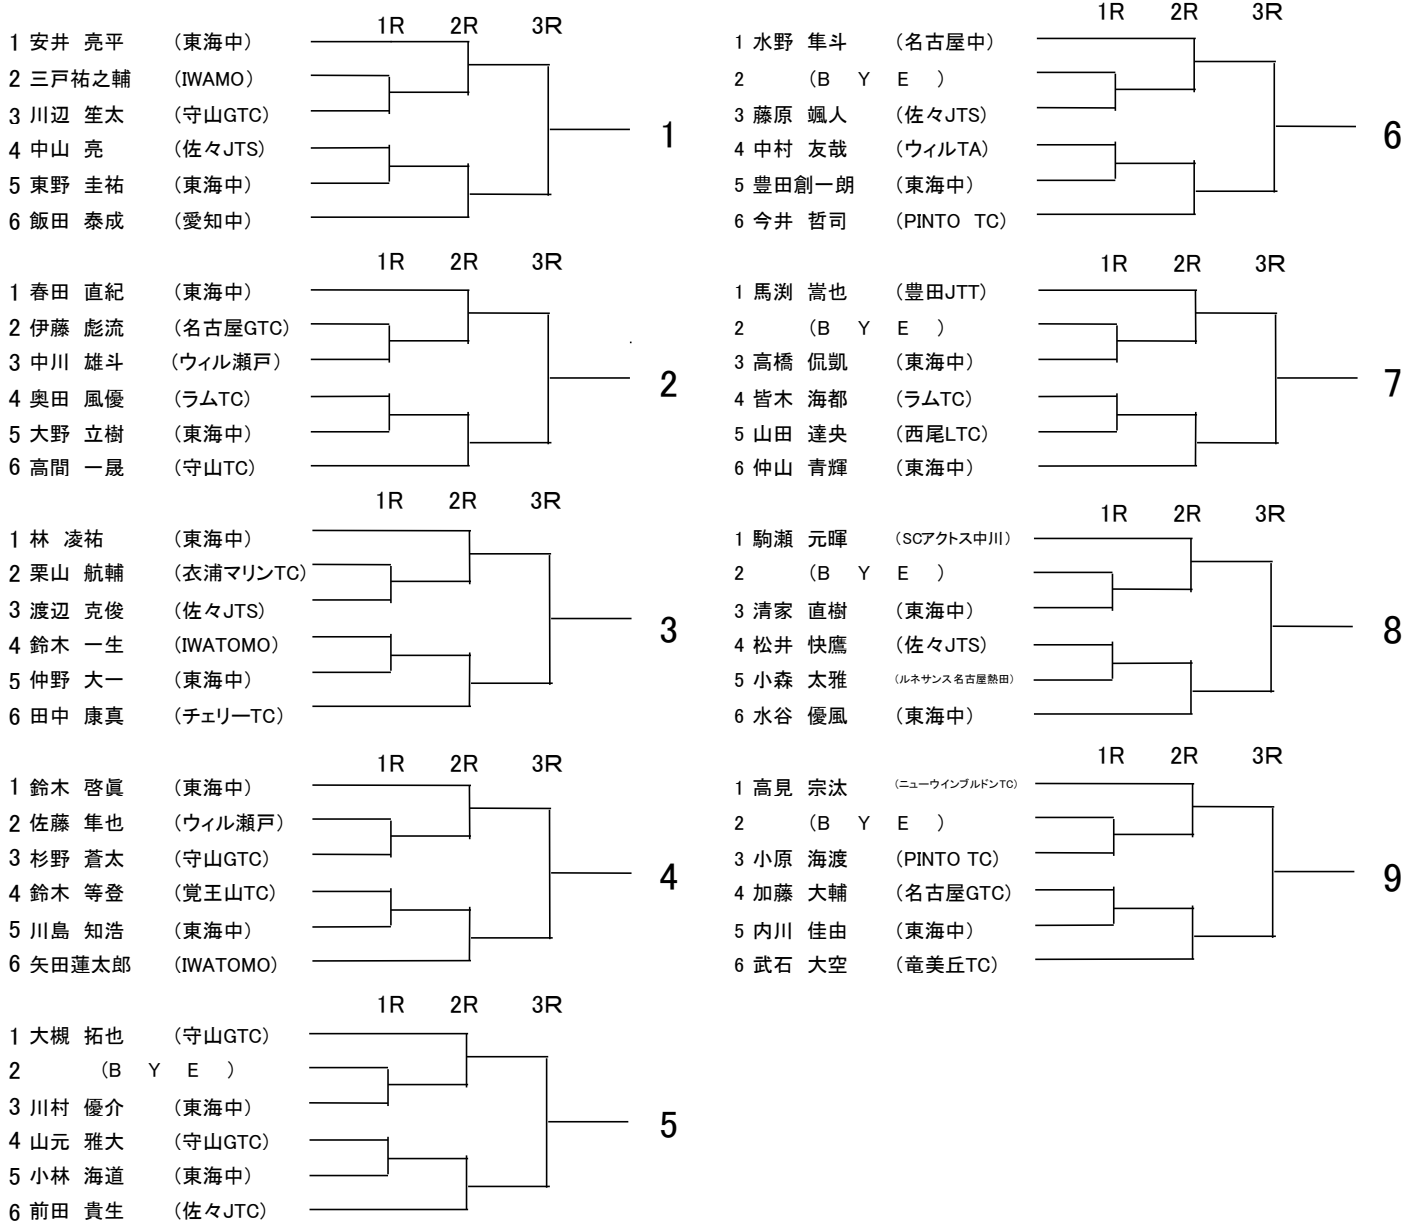 1R 2R 3R
1 安井 亮平 (東海中)
2 三戸祐之輔 (IWAMO)
3 川辺 笙太 (守山GTC)
4 中山 亮 (佐々JTS)
5 東野 圭祐 (東海中)
6 飯田 泰成 (愛知中)
1
1R 2R 3R
1 春田 直紀 (東海中)
2 伊藤 彪流 (名古屋GTC)
3 中川 雄斗 (ウィル瀬戸)
4 奥田 風優 (ラムTC)
5 大野 立樹 (東海中)
6 高間 一晟 (守山TC)
2
1R 2R 3R
1 林 凌祐 (東海中)
2 栗山 航輔 (衣浦マリンTC)
3 渡辺 克俊 (佐々JTS)
4 鈴木 一生 (IWATOMO)
5 仲野 大一 (東海中)
6 田中 康真 (チェリーTC)
3
1R 2R 3R
1 鈴木 啓眞 (東海中)
2 佐藤 隼也 (ウィル瀬戸)
3 杉野 蒼太 (守山GTC)
4 鈴木 等登 (覚王山TC)
5 川島 知浩 (東海中)
6 矢田蓮太郎 (IWATOMO)
4
1R 2R 3R
1 大槻 拓也 (守山GTC)
2 (B Y E )
3 川村 優介 (東海中)
4 山元 雅大 (守山GTC)
5 小林 海道 (東海中)
6 前田 貴生 (佐々JTC)
5
1R 2R 3R
1 水野 隼斗 (名古屋中)
2 (B Y E )
3 藤原 颯人 (佐々JTS)
4 中村 友哉 (ウィルTA)
5 豊田創一朗 (東海中)
6 今井 哲司 (PINTO TC)
6
1R 2R 3R
1 馬渕 嵩也 (豊田JTT)
2 (B Y E )
3 高橋 侃凱 (東海中)
4 皆木 海都 (ラムTC)
5 山田 達央 (西尾LTC)
6 仲山 青輝 (東海中)
7
1R 2R 3R
1 駒瀬 元暉 (SCアクトス中川)
2 (B Y E )
3 清家 直樹 (東海中)
4 松井 快鷹 (佐々JTS)
5 小森 太雅 (ルネサンス名古屋熱田)
6 水谷 優風 (東海中)
8
1R 2R 3R
1 高見 宗汰 (ニューウインブルドンTC)
2 (B Y E )
3 小原 海渡 (PINTO TC)
4 加藤 大輔 (名古屋GTC)
5 内川 佳由 (東海中)
6 武石 大空 (竜美丘TC)
9